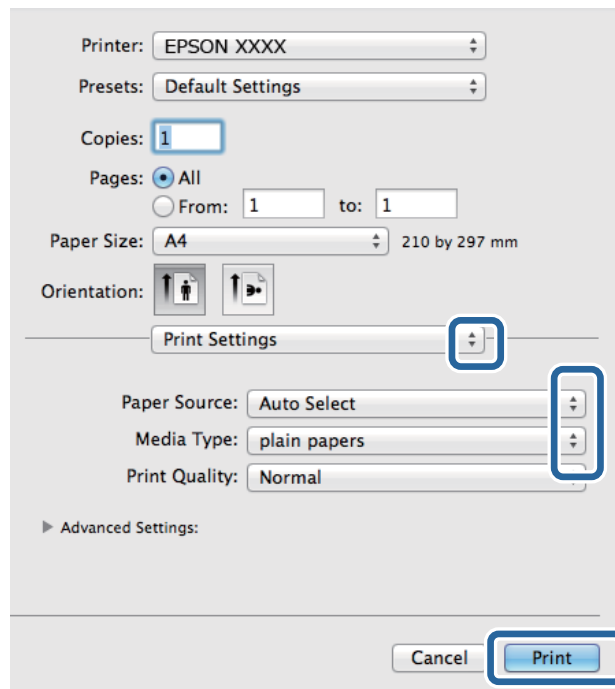 Printer: EPSON XXXX
Presets: Default Settings
Copies: 1
Pages: All
From: 1 to: 1
Paper Size: A4 210 by 297 mm
Orientation:
Print Settings
Paper Source: Auto Select
Media Type: plain papers
Print Quality: Normal
Advanced Settings:
Cancel Print